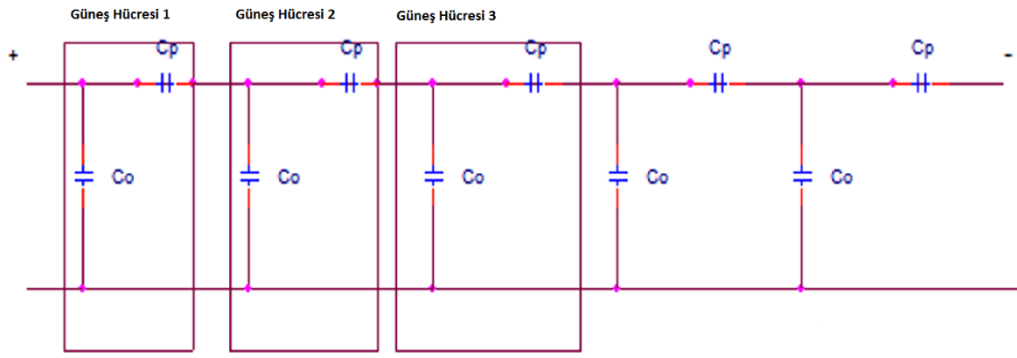 Güneş Hücresi 1
Güneş Hücresi 2
Güneş Hücresi 3
+
Cp
Cp
Cp
Cp
Cp
-
Co
Co
Co
Co
Co